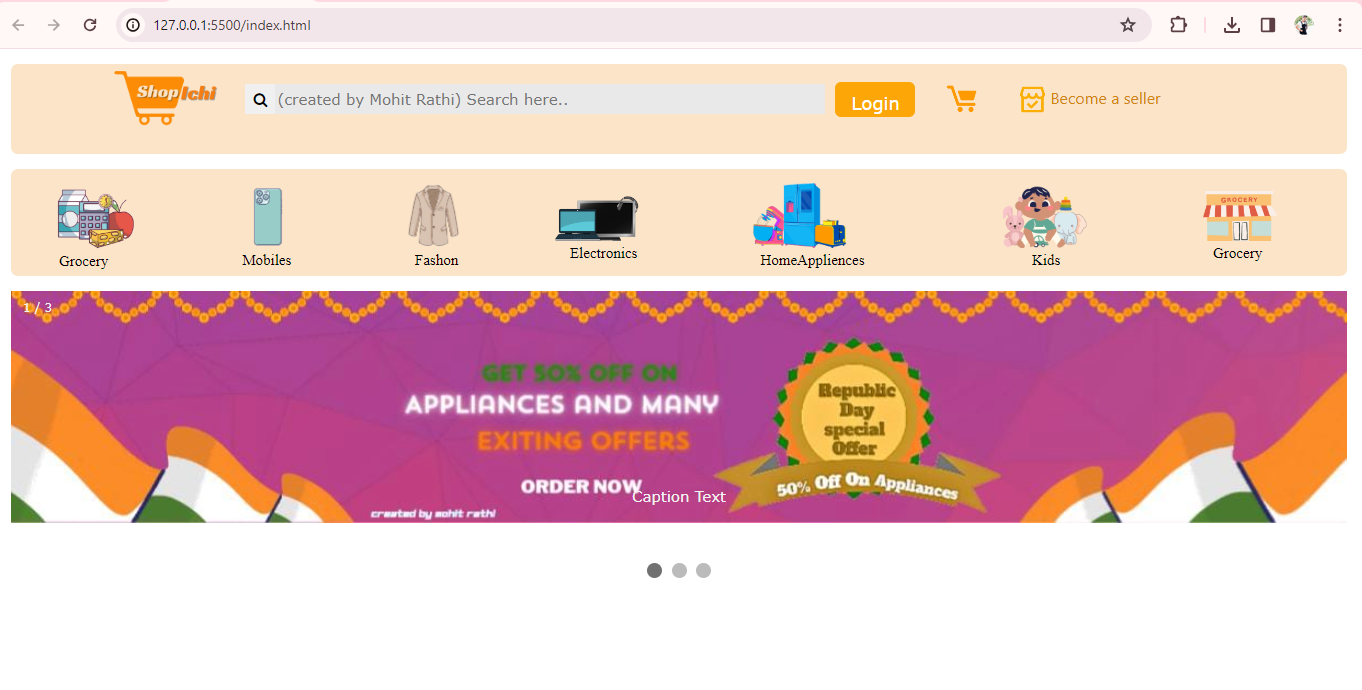 127.0.0.1:5500/index.html
Shop Ichi
(created by Mohit Rathi) Search here..
Login
Become a seller
GROCERY
Grocery
Mobiles
Fashon
Electronics
HomeAppliences
Kids
Grocery
1 / 3
GET 50% OFF ON
APPLIANCES AND MANY
EXITING OFFERS
ORDER NOW
Caption Text
created by mohit rathi
Republic
Day
special
Offer
50% Off On Appliances